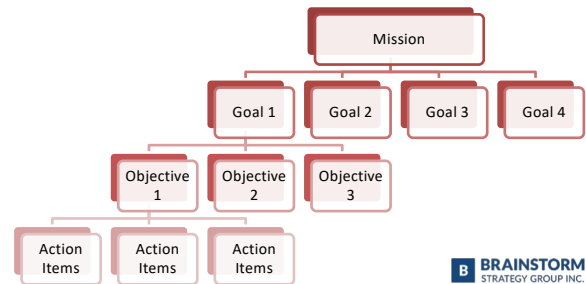 Mission
Goal 1
Goal 2
Goal 3
Goal 4
Objective
1
Objective
2
Objective
3
Action
Items
Action
Items
Action
Items
B
BRAINSTORM
STRATEGY GROUP INC.